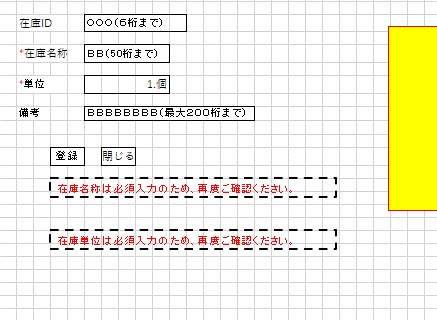 在庫ID  ○○○(6桁まで)
*在庫名称  BB(50桁まで)
*単位  1.個
備考  BBBBBBBB(最大200桁まで)
登録  閉じる
在庫名称は必須入力のため、再度ご確認ください。
在庫単位は必須入力のため、再度ご確認ください。